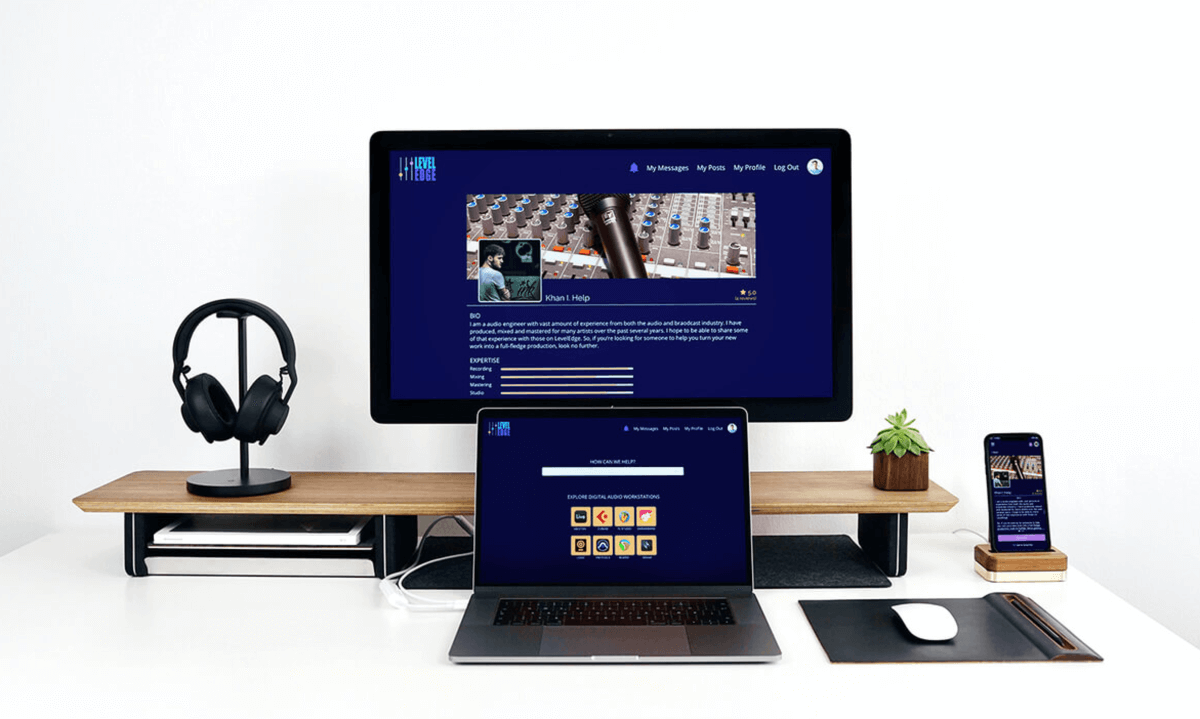 LEVEL
EDGE
My Messages My Posts My Profile Log Out
Khan I. Help
5.0
BIO
I am a audio engineer with vast amount of experience from both the audio and braodcast industry. I have
produced, mixed and mastered for many artists over the past several years. I hope to be able to share some
of that experience with those on LevelEdge. So, if you're looking for someone to help you turn your new
work into a full-fledge production, look no further.
EXPERTISE
Recording
Mixing
Mastering
Studio
LEVEL
EDGE
My Messages My Posts My Profile Log Out
HOW CAN WE HELP?
EXPLORE DIGITAL AUDIO WORKSTATIONS
Live
Khan I. Help